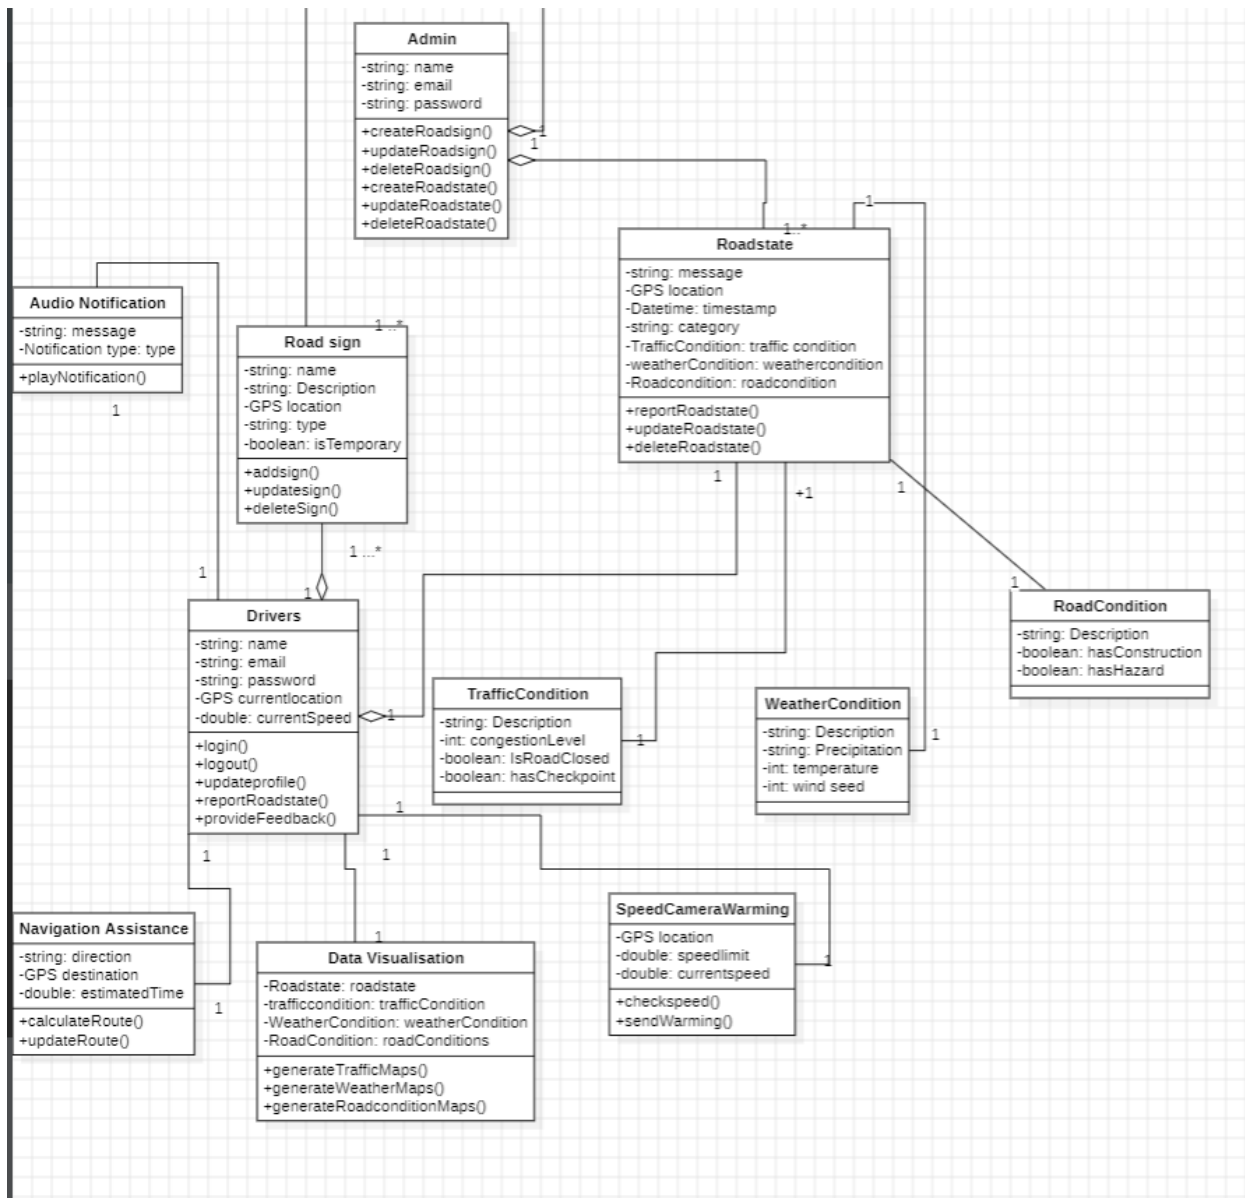 Admin
-string: name
-string: email
-string: password
+createRoadsign()
+updateRoadsign()
+deleteRoadsign()
+createRoadstate()
+updateRoadstate()
+deleteRoadstate()
1
1
1
1..*
Roadstate
-string: message
-GPS location
-Datetime: timestamp
-string: category
-TrafficCondition: traffic condition
-weatherCondition: weathercondition
-Roadcondition: roadcondition
+reportRoadstate()
+updateRoadstate()
+deleteRoadstate()
Audio Notification
-string: message
-Notification type: type
+playNotification()
1
1 ..*
Road sign
-string: name
-string: Description
-GPS location
-string: type
-boolean: isTemporary
+addsign()
+updatesign()
+deleteSign()
1
+1
1
1 ...*
1
1
1
Drivers
-string: name
-string: email
-string: password
-GPS currentlocation
-double: currentSpeed
+login()
+logout()
+updateprofile()
+reportRoadstate()
+provideFeedback()
1
RoadCondition
-string: Description
-boolean: hasConstruction
-boolean: hasHazard
TrafficCondition
-string: Description
-int: congestionLevel
-boolean: IsRoadClosed
-boolean: hasCheckpoint
1
WeatherCondition
-string: Description
-string: Precipitation
-int: temperature
-int: wind seed
1
1
1
1
Navigation Assistance
-string: direction
-GPS destination
-double: estimatedTime
+calculateRoute()
+updateRoute()
1
1
Data Visualisation
-Roadstate: roadstate
-trafficcondition: trafficCondition
-WeatherCondition: weatherCondition
-RoadCondition: roadConditions
+generateTrafficMaps()
+generateWeatherMaps()
+generateRoadconditionMaps()
SpeedCameraWarming
-GPS location
-double: speedlimit
-double: currentspeed
+checkspeed()
+sendWarming()
1